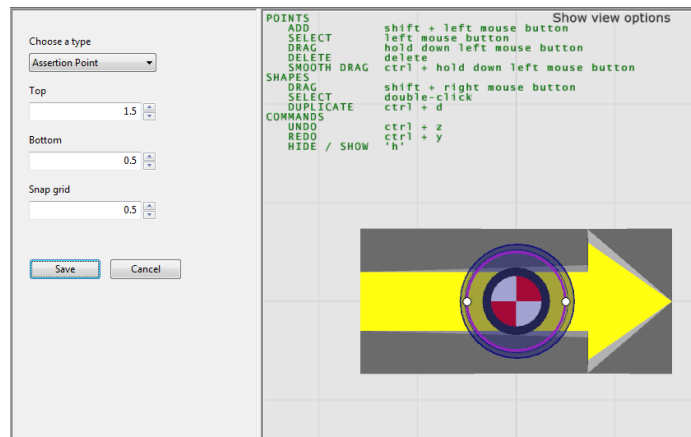 Choose a type
Assertion Point
Top
1.5
Bottom
0.5
Snap grid
0.5
Save Cancel
Show view options
POINTS
ADD shift + left mouse button
SELECT left mouse button
DRAG hold down left mouse button
DELETE delete
SMOOTH DRAG ctrl + hold down left mouse button
SHAPES
DRAG shift + right mouse button
SELECT double-click
DUPLICATE ctrl + d
COMMANDS
UNDO ctrl + z
REDO ctrl + y
HIDE / SHOW 'h'